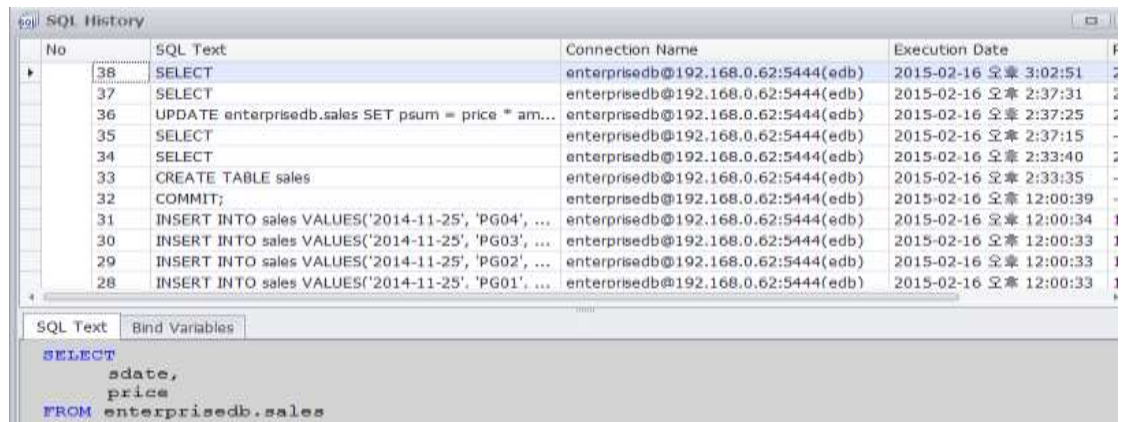 SQL History
No SQL Text Connection Name Execution Date
38 SELECT enterprisedb@192.168.0.62:5444(edb) 2015-02-16 오후 3:02:51
37 SELECT enterprisedb@192.168.0.62:5444(edb) 2015-02-16 오후 2:37:31
36 UPDATE enterprisedb.sales SET psum = price * am... enterprisedb@192.168.0.62:5444(edb) 2015-02-16 오후 2:37:25
35 SELECT enterprisedb@192.168.0.62:5444(edb) 2015-02-16 오후 2:37:15
34 SELECT enterprisedb@192.168.0.62:5444(edb) 2015-02-16 오후 2:33:40
33 CREATE TABLE sales enterprisedb@192.168.0.62:5444(edb) 2015-02-16 오후 2:33:35
32 COMMIT; enterprisedb@192.168.0.62:5444(edb) 2015-02-16 오후 12:00:39
31 INSERT INTO sales VALUES('2014-11-25', 'PG04', ... enterprisedb@192.168.0.62:5444(edb) 2015-02-16 오후 12:00:34
30 INSERT INTO sales VALUES('2014-11-25', 'PG03', ... enterprisedb@192.168.0.62:5444(edb) 2015-02-16 오후 12:00:33
29 INSERT INTO sales VALUES('2014-11-25', 'PG02', ... enterprisedb@192.168.0.62:5444(edb) 2015-02-16 오후 12:00:33
28 INSERT INTO sales VALUES('2014-11-25', 'PG01', ... enterprisedb@192.168.0.62:5444(edb) 2015-02-16 오후 12:00:33
SQL Text Bind Variables
SELECT
sdate,
price
FROM enterprisedb.sales